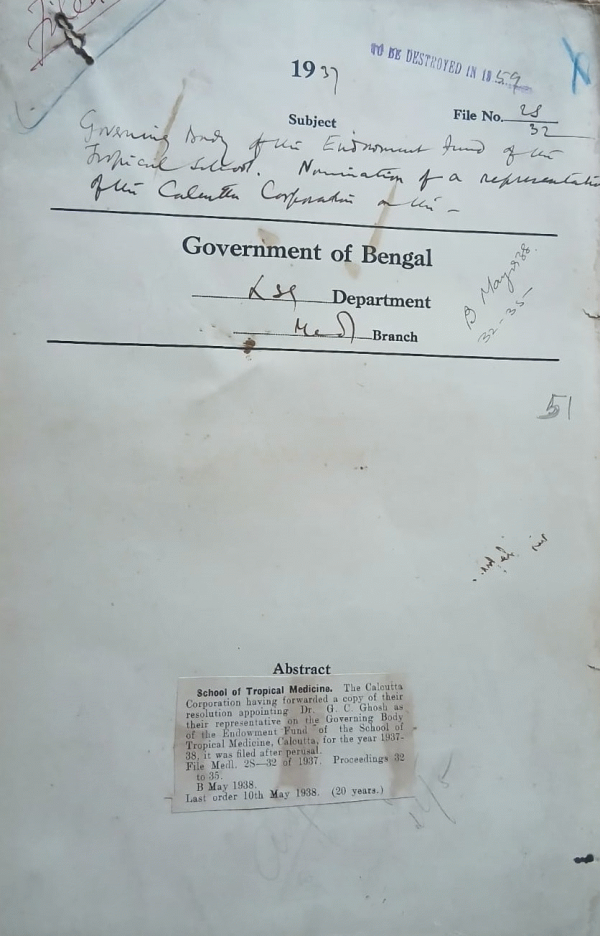 TO BE DESTROYED IN 1959
1937
Subject
File No. 2S/32
Governing Body of the Endowment Fund of the
Tropical School. Nomination of a representative
of the Calcutta Corporation on the —
Government of Bengal
LSG Department
Medl Branch
B May 1938.
32-35-
51
Abstract
School of Tropical Medicine. The Calcutta
Corporation having forwarded a copy of their
resolution appointing Dr. G. C. Ghosh as
their representative on the Governing Body
of the Endowment Fund of the School of
Tropical Medicine, Calcutta, for the year 1937-
38, it was filed after perusal.
File Medl. 2S—32 of 1937. Proceedings 32
to 35.
B May 1938.
Last order 10th May 1938. (20 years.)